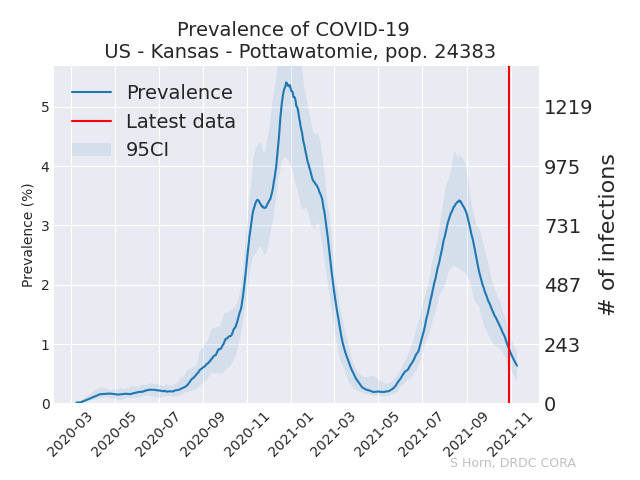 Prevalence of COVID-19
US - Kansas - Pottawatomie, pop. 24383
Prevalence
Latest data
95CI
Prevalence (%)
5
4
3
2
1
0
1219
975
731
487
243
0
# of infections
2020-03
2020-05
2020-07
2020-09
2020-11
2021-01
2021-03
2021-05
2021-07
2021-09
2021-11
S Horn, DRDC CORA